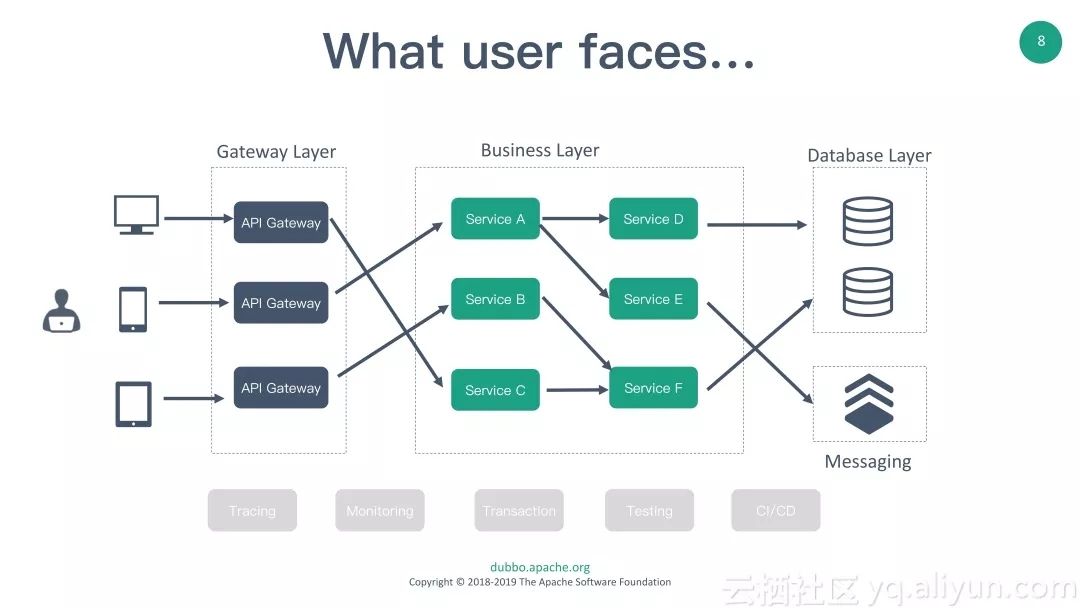 What user faces...
8
Gateway Layer
Business Layer
Database Layer
API Gateway
Service A
Service D
API Gateway
Service B
Service E
API Gateway
Service C
Service F
Messaging
Tracing
Monitoring
Transaction
Testing
CI/CD
dubbo.apache.org
Copyright © 2018-2019 The Apache Software Foundation
云栖社区 yq.aliyun.com